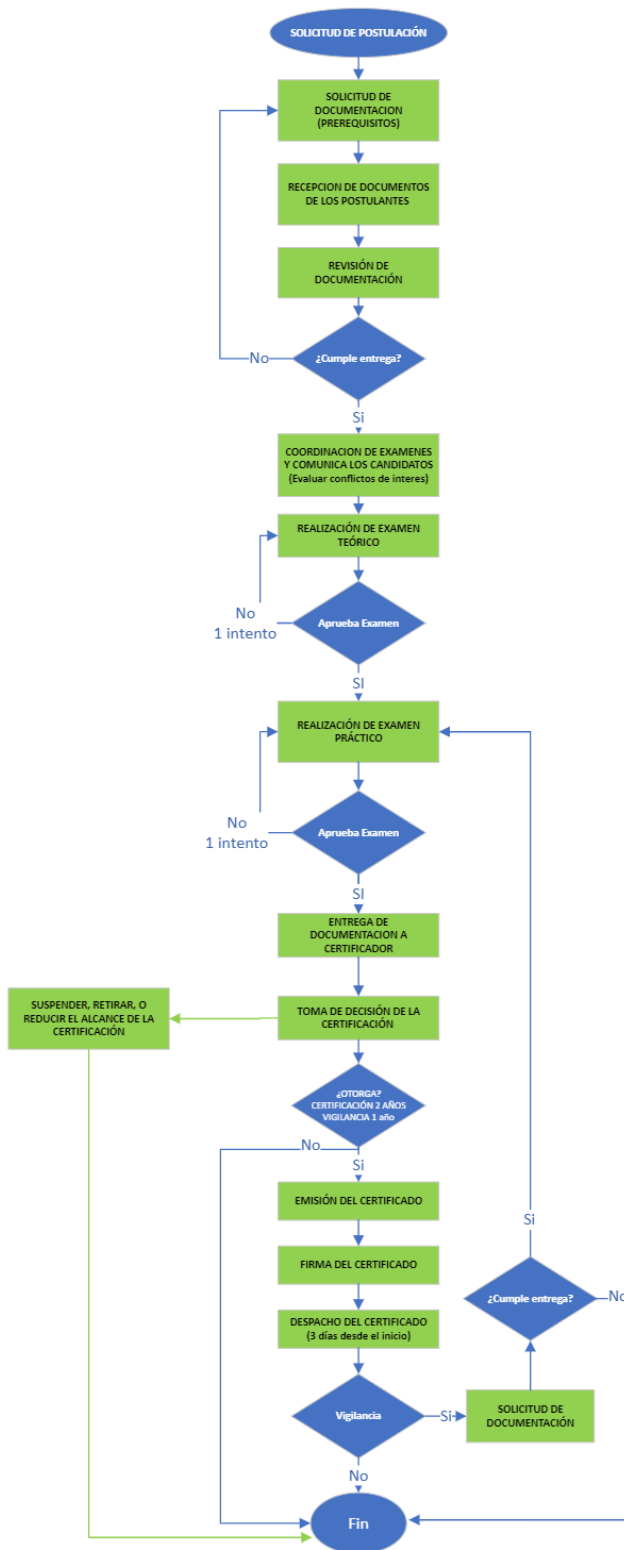 SOLICITUD DE POSTULACIÓN
SOLICITUD DE
DOCUMENTACION
(PREREQUISITOS)
RECEPCION DE DOCUMENTOS
DE LOS POSTULANTES
REVISIÓN DE
DOCUMENTACIÓN
¿Cumple entrega?
No
Si
COORDINACION DE EXAMENES
Y COMUNICA LOS CANDIDATOS
(Evaluar conflictos de interes)
REALIZACIÓN DE EXAMEN
TEÓRICO
No
1 intento
Aprueba Examen
SI
REALIZACIÓN DE EXAMEN
PRÁCTICO
No
1 intento
Aprueba Examen
SI
ENTREGA DE
DOCUMENTACION A
CERTIFICADOR
SUSPENDER, RETIRAR, O
REDUCIR EL ALCANCE DE LA
CERTIFICACIÓN
TOMA DE DECISIÓN DE LA
CERTIFICACIÓN
¿OTORGA?
CERTIFICACIÓN 2 AÑOS
VIGILANCIA 1 año
No
Si
EMISIÓN DEL CERTIFICADO
FIRMA DEL CERTIFICADO
DESPACHO DEL CERTIFICADO
(3 días desde el inicio)
Si
¿Cumple entrega?
No
Vigilancia
Si
SOLICITUD DE
DOCUMENTACIÓN
No
Fin